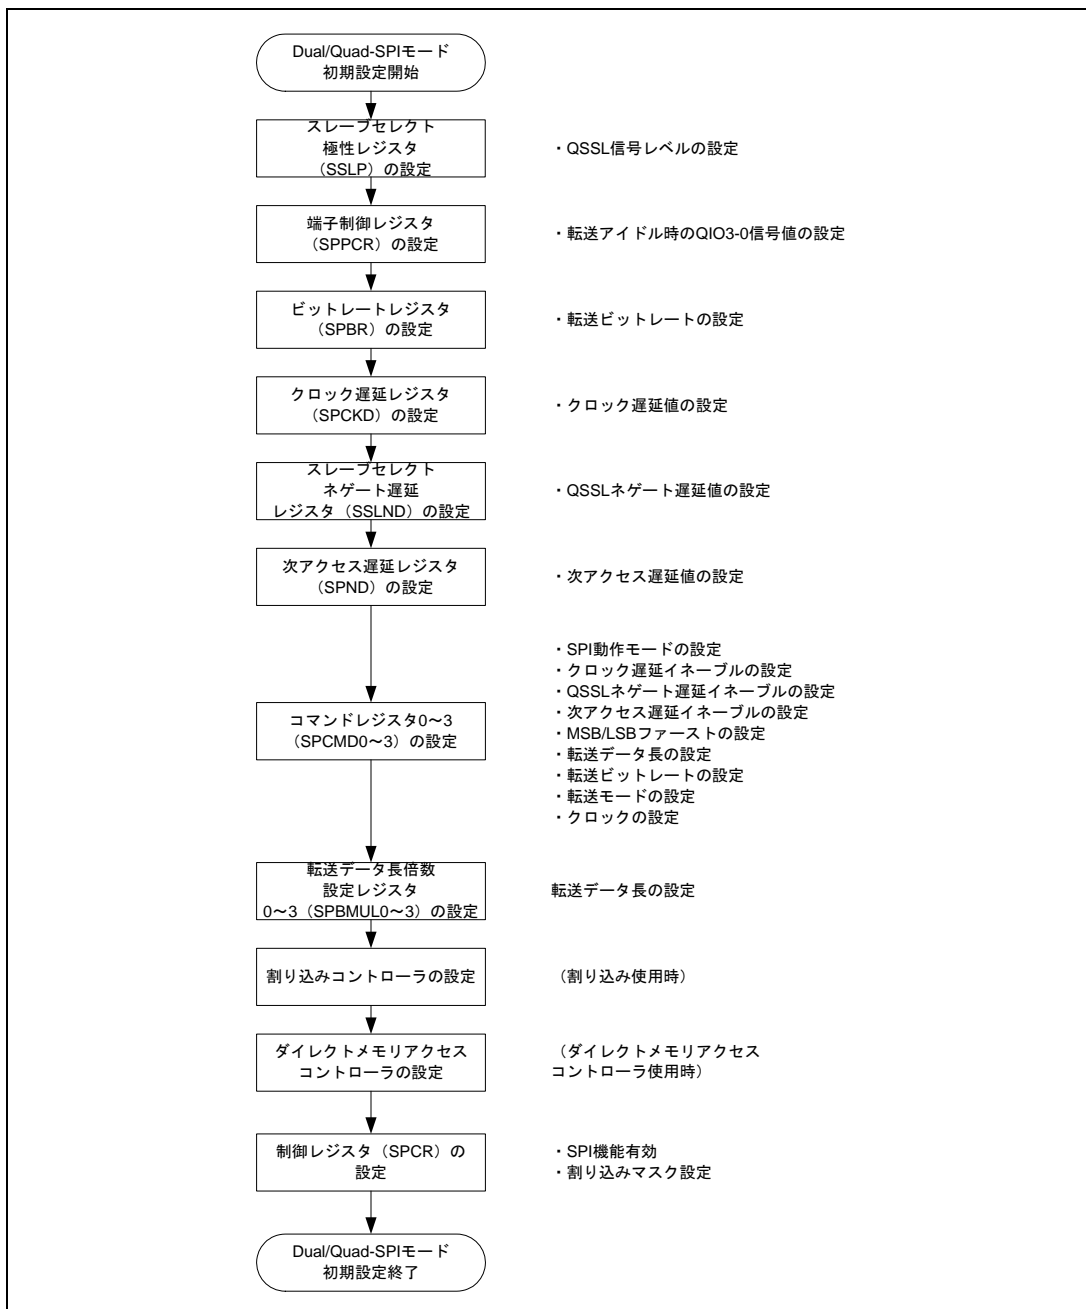 Dual/Quad-SPIモード
初期設定開始
スレーブセレクト
極性レジスタ
（SSLP）の設定
・QSSL信号レベルの設定
端子制御レジスタ
（SPPCR）の設定
・転送アイドル時のQIO3-0信号値の設定
ビットレートレジスタ
（SPBR）の設定
・転送ビットレートの設定
クロック遅延レジスタ
（SPCKD）の設定
・クロック遅延値の設定
スレーブセレクト
ネゲート遅延
レジスタ（SSLND）の設定
・QSSLネゲート遅延値の設定
次アクセス遅延レジスタ
（SPND）の設定
・次アクセス遅延値の設定
コマンドレジスタ0～3
（SPCMD0～3）の設定
・SPI動作モードの設定
・クロック遅延イネーブルの設定
・QSSLネゲート遅延イネーブルの設定
・次アクセス遅延イネーブルの設定
・MSB/LSBファーストの設定
・転送データ長の設定
・転送ビットレートの設定
・転送モードの設定
・クロックの設定
転送データ長倍数
設定レジスタ
0～3（SPBMUL0～3）の設定
転送データ長の設定
割り込みコントローラの設定
（割り込み使用時）
ダイレクトメモリアクセス
コントローラの設定
（ダイレクトメモリアクセス
コントローラ使用時）
制御レジスタ（SPCR）の
設定
・SPI機能有効
・割り込みマスク設定
Dual/Quad-SPIモード
初期設定終了